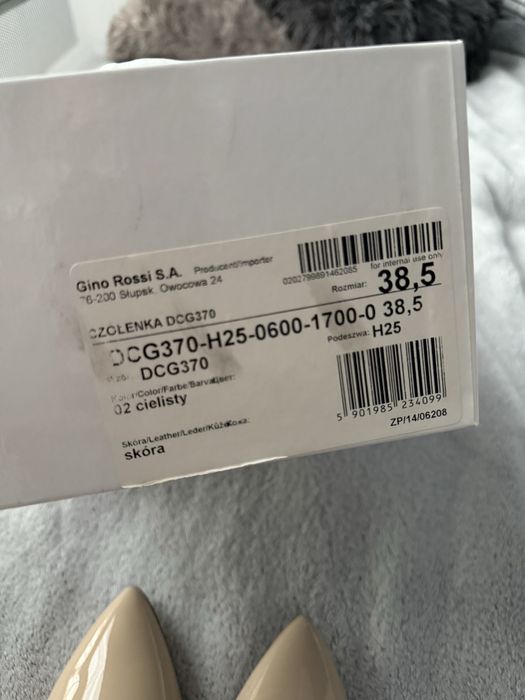 Gino Rossi S.A. Producent/Importer
76-200 Słupsk, Owocowa 24
0202799891462085 for internal use only
Rozmiar: 38,5
CZOLENKA DCG370
DCG370-H25-0600-1700-0 38,5
DCG370 Podeszwa: H25
Kolor/Color/Farbe/Barva
02 cielisty
5 901985 234099
ZP/14/06208
Skóra/Leather/Leder/Kůže
skóra